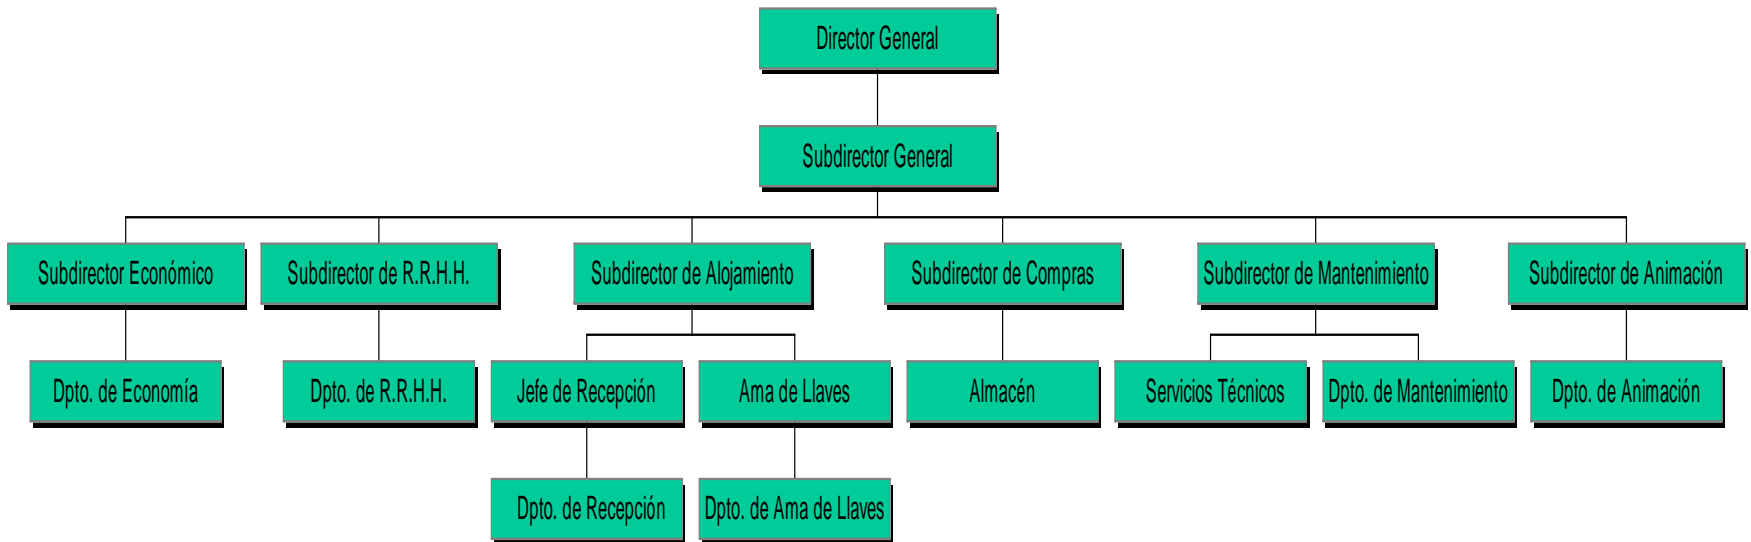 Director General
Subdirector General
Subdirector Económico
Subdirector de R.R.H.H.
Subdirector de Alojamiento
Subdirector de Compras
Subdirector de Mantenimiento
Subdirector de Animación
Dpto. de Economía
Dpto. de R.R.H.H.
Jefe de Recepción
Ama de Llaves
Almacén
Servicios Técnicos
Dpto. de Mantenimiento
Dpto. de Animación
Dpto. de Recepción
Dpto. de Ama de Llaves